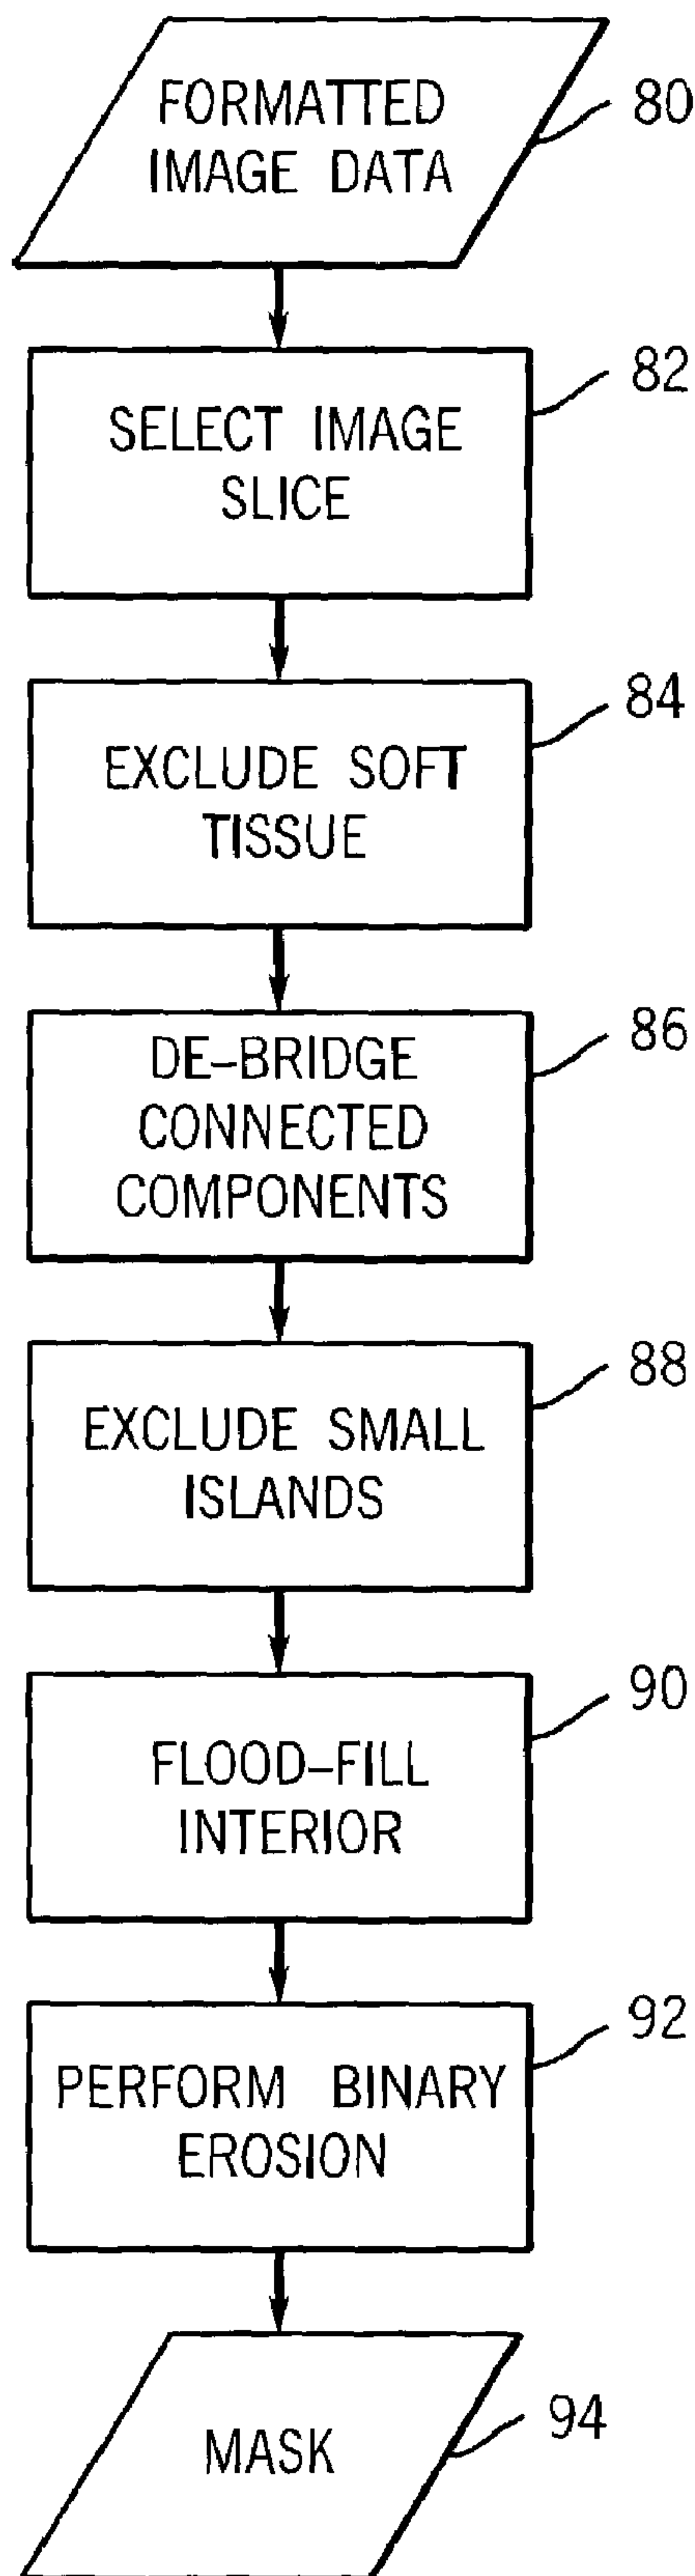 FORMATTED
IMAGE DATA
80
SELECT IMAGE
SLICE
82
EXCLUDE SOFT
TISSUE
84
DE-BRIDGE
CONNECTED
COMPONENTS
86
EXCLUDE SMALL
ISLANDS
88
FLOOD-FILL
INTERIOR
90
PERFORM BINARY
EROSION
92
MASK
94